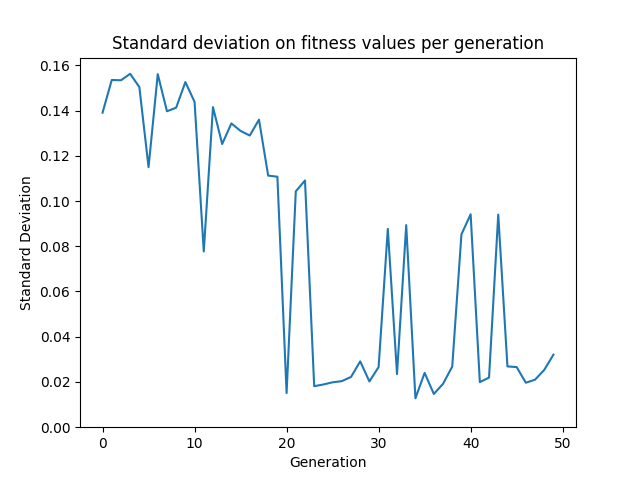 Standard deviation on fitness values per generation
0.16
0.14
0.12
0.10
0.08
0.06
0.04
0.02
0.00
Standard Deviation
0 10 20 30 40 50
Generation